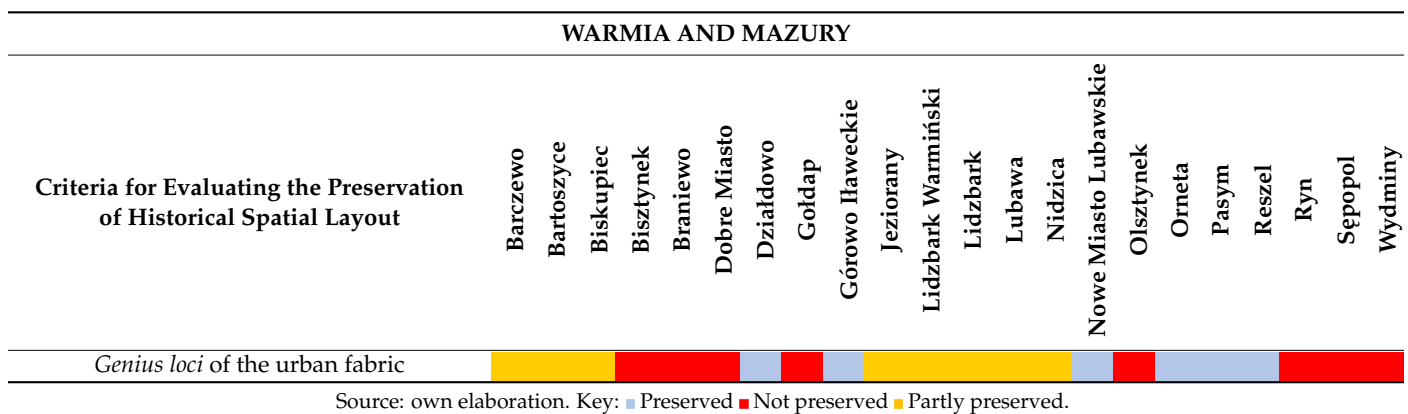 WARMIA AND MAZURY
Criteria for Evaluating the Preservation
of Historical Spatial Layout
Barczewo
Bartoszyce
Biskupiec
Bisztynek
Braniewo
Dobre Miasto
Działdowo
Gołdap
Górowo Iławeckie
Jeziorany
Lidzbark Warmiński
Lidzbark
Lubawa
Nidzica
Nowe Miasto Lubawskie
Olsztynek
Orneta
Pasym
Reszel
Ryn
Sępopol
Wydminy
Genius loci of the urban fabric
Source: own elaboration. Key: Preserved Not preserved Partly preserved.